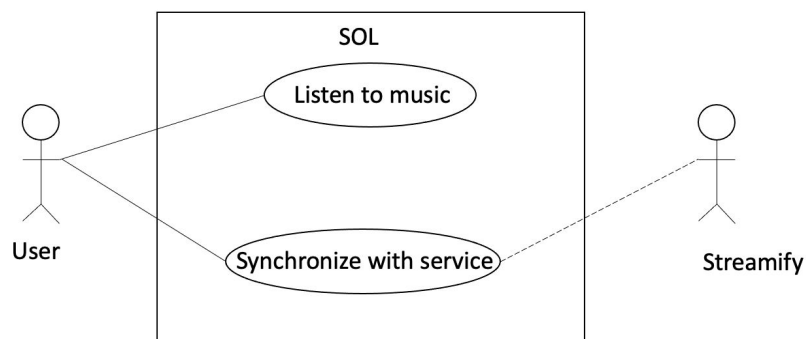 SOL
Listen to music
User
Synchronize with service
Streamify